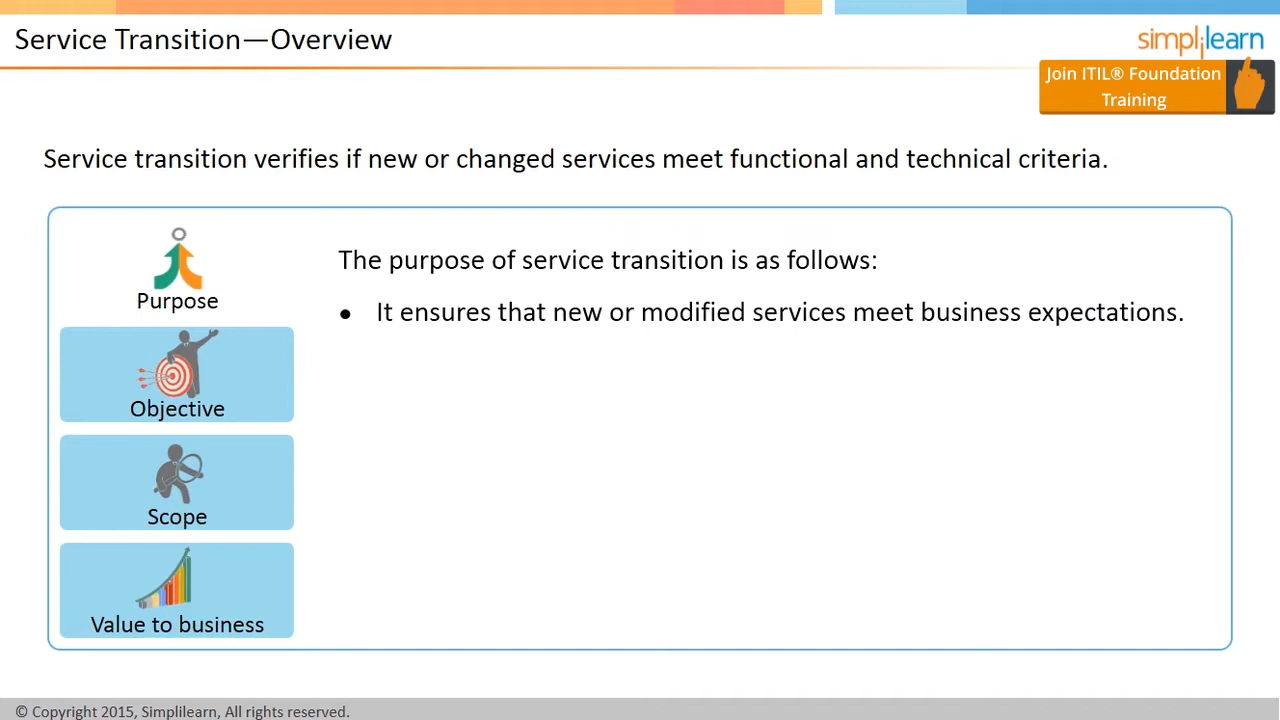 Service Transition—Overview
simplilearn
Join ITIL® Foundation
Training
Service transition verifies if new or changed services meet functional and technical criteria.
Purpose
The purpose of service transition is as follows:
● It ensures that new or modified services meet business expectations.
Objective
Scope
Value to business
© Copyright 2015, Simplilearn, All rights reserved.